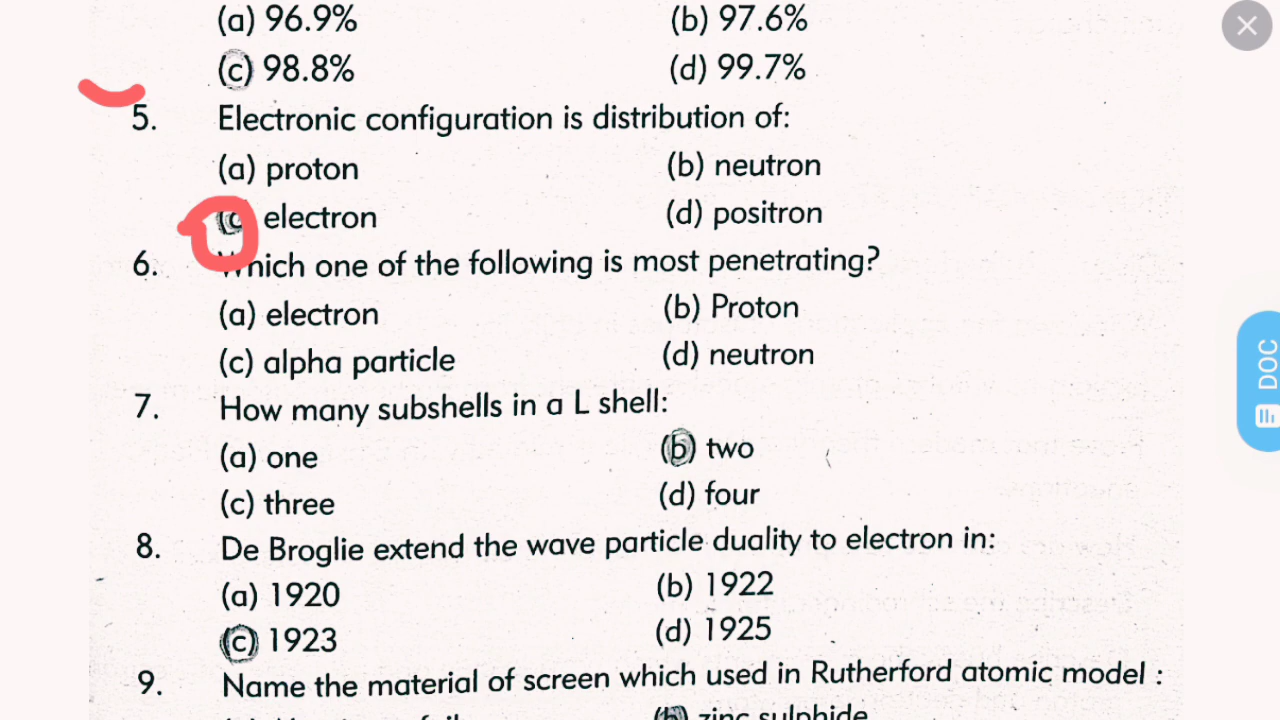 (a) 96.9% (b) 97.6%
(c) 98.8% (d) 99.7%
5. Electronic configuration is distribution of:
(a) proton (b) neutron
(c) electron (d) positron
6. Which one of the following is most penetrating?
(a) electron (b) Proton
(c) alpha particle (d) neutron
7. How many subshells in a L shell:
(a) one (b) two
(c) three (d) four
8. De Broglie extend the wave particle duality to electron in:
(a) 1920 (b) 1922
(c) 1923 (d) 1925
9. Name the material of screen which used in Rutherford atomic model :
(b) zinc sulphide
DOC